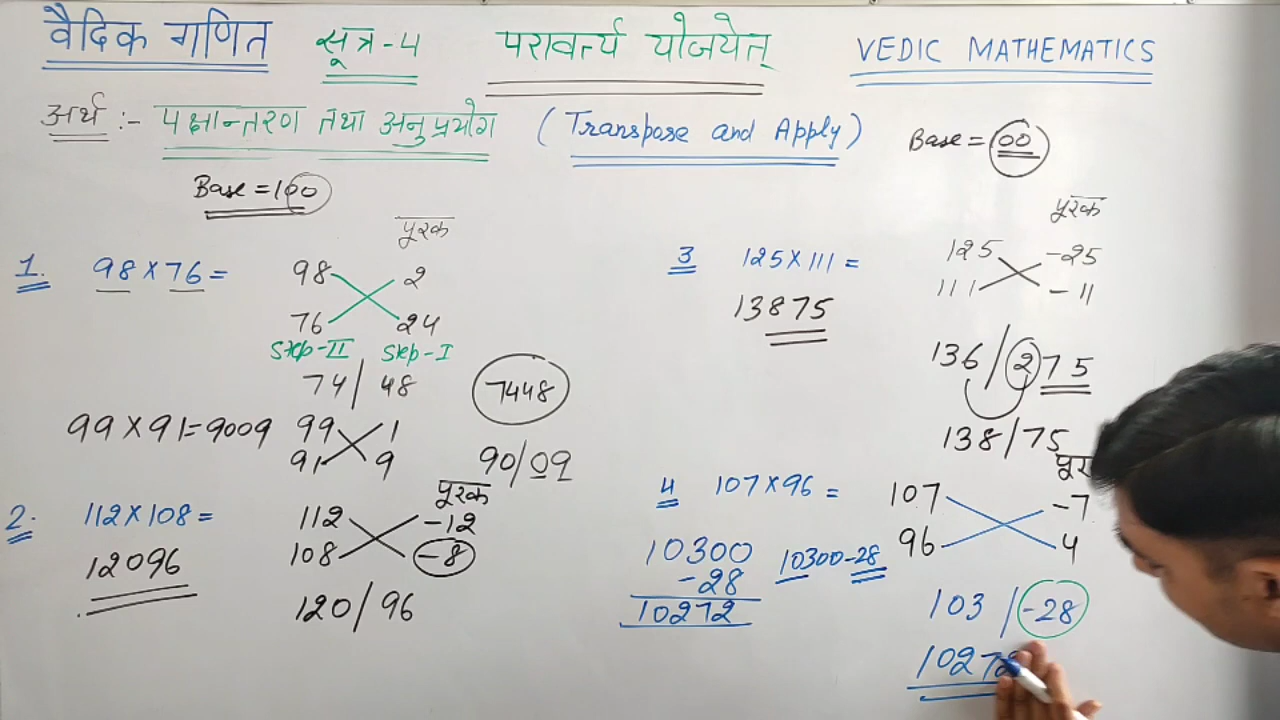 वैदिक गणित सूत्र-4 परावर्त्य योजयेत् VEDIC MATHEMATICS
अर्थ :- पक्षान्तरण तथा अनुप्रयोग (Transpose and Apply)
Base = 100
पूरक
1. 98 × 76 =
98 2
76 24
Step-II Step-I
74 / 48
7448
99 × 91 = 9009
99 1
91 9
90/09
2. 112 × 108 =
12096
पूरक
112 -12
108 -8
120 / 96
Base = 00
पूरक
3 125 × 111 =
13875
125 -25
111 -11
136 / 275
138 / 75
4 107 × 96 =
107 -7
96 4
10300
-28
10272
10300-28
103 / -28